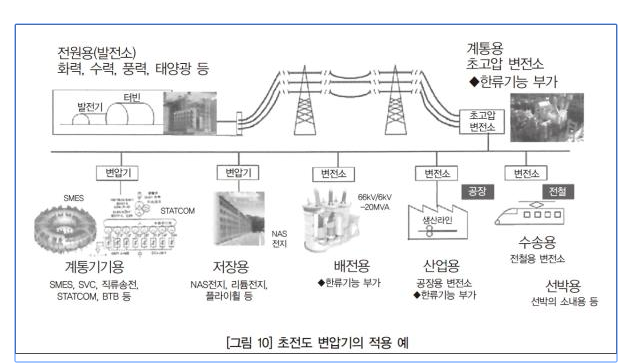 전원용(발전소)
화력, 수력, 풍력, 태양광 등
발전기
터빈
계통용
초고압 변전소
◆한류기능 부가
초고압
변전소
변압기
변압기
변전소
변전소
변전소
SMES
STATCOM
NAS
전지
66kV/6kV
-20MVA
공장
생산라인
전철
계통기기용
SMES, SVC, 직류송전,
STATCOM, BTB 등
저장용
NAS전지, 리튬전지,
플라이휠 등
배전용
◆한류기능 부가
산업용
공장용 변전소
◆한류기능 부가
수송용
전철용 변전소
선박용
선박의 소내용 등
[그림 10] 초전도 변압기의 적용 예